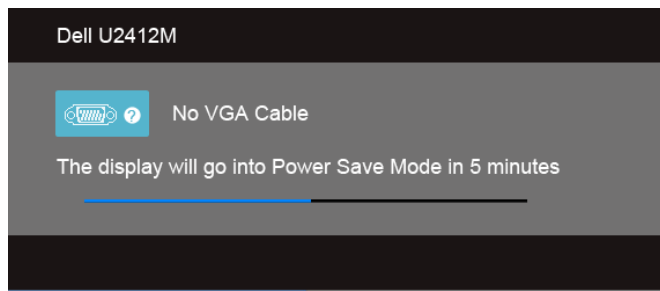 Dell U2412M
? No VGA Cable
The display will go into Power Save Mode in 5 minutes